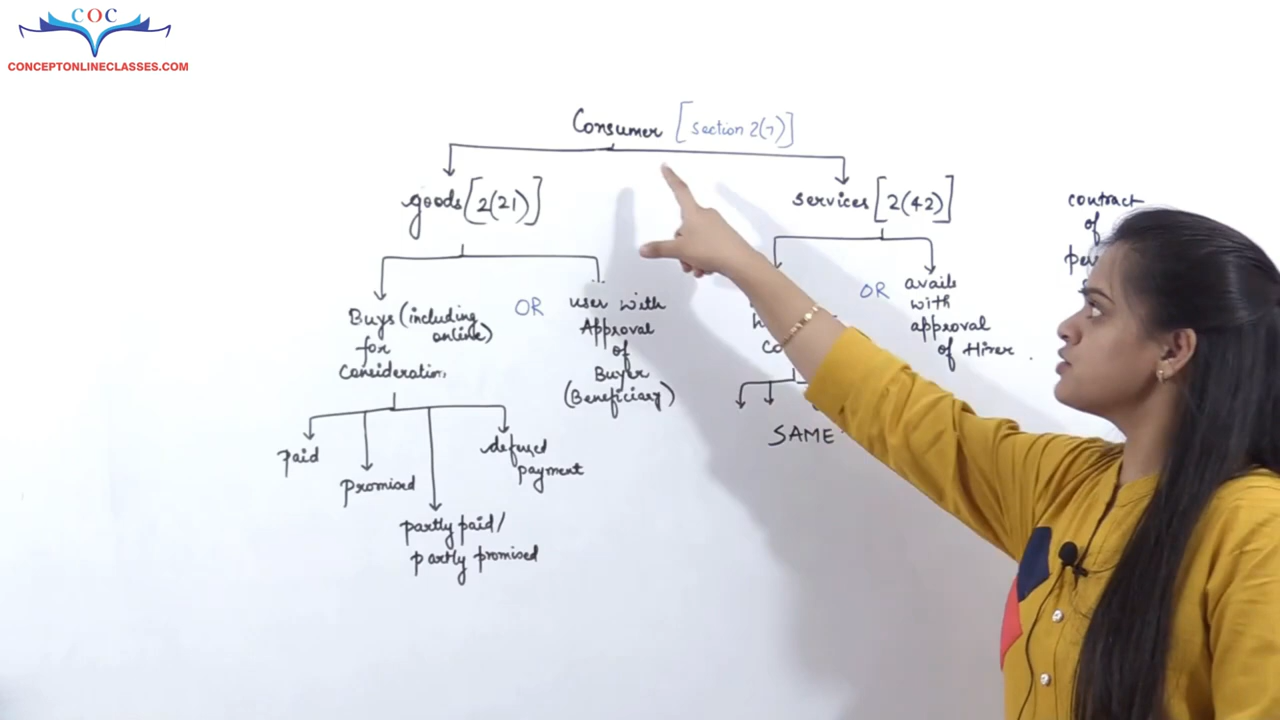 COC
CONCEPTONLINECLASSES.COM
Consumer [section 2(7)]
goods [2(21)]
services [2(42)]
contract
of
Buys (including
online)
for
Consideration
OR
user with
Approval
of
Buyer
(Beneficiary)
OR
avails
with
approval
of Hirer.
paid
promised
partly paid/
partly promised
deferred
payment
SAME